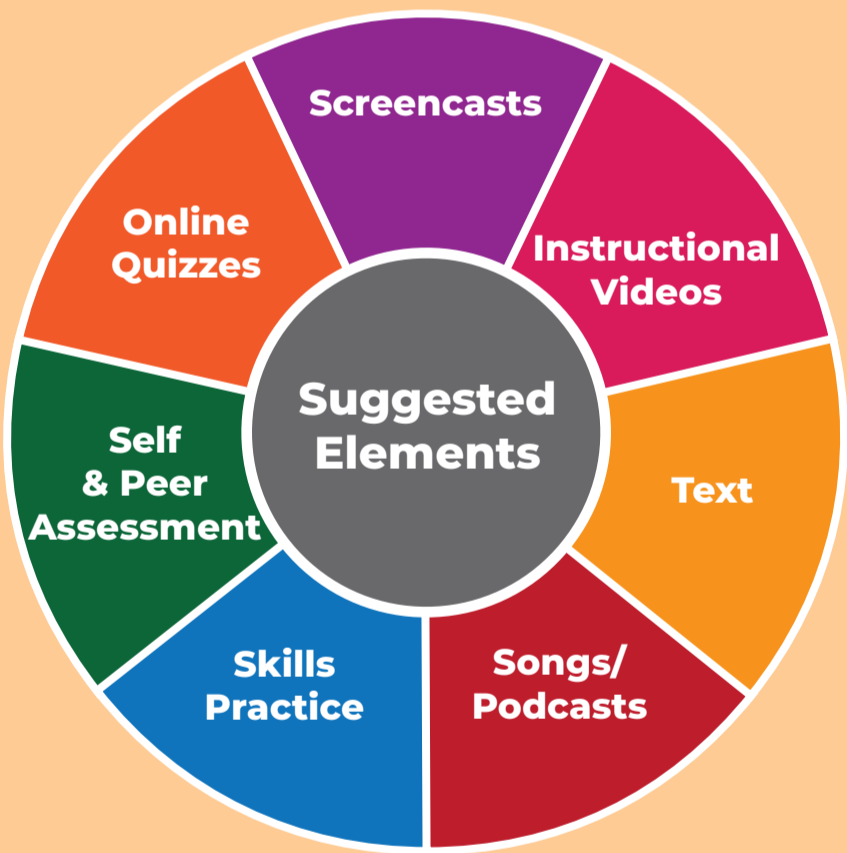 Screencasts
Instructional
Videos
Text
Songs/
Podcasts
Skills
Practice
Self
& Peer
Assessment
Online
Quizzes
Suggested
Elements